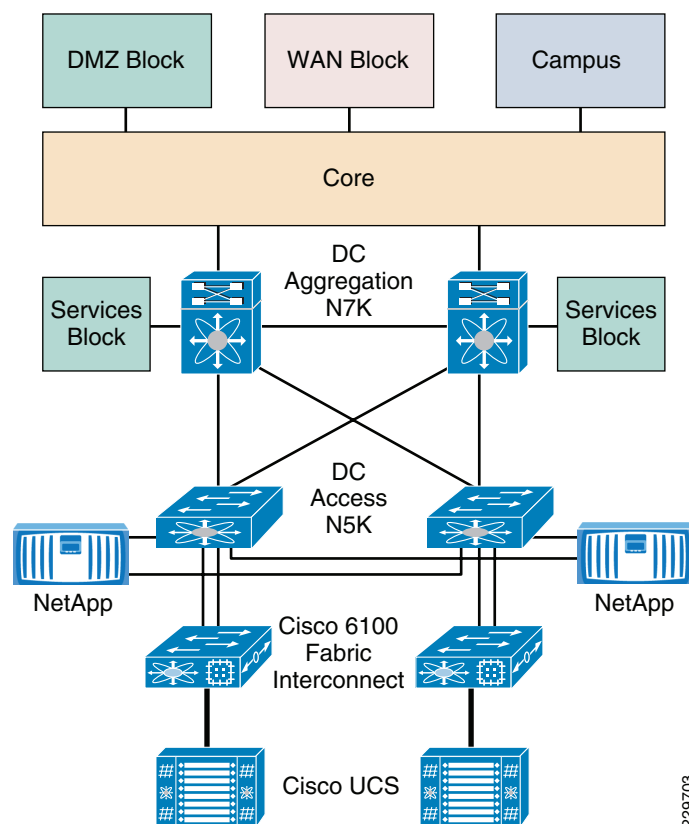 DMZ Block
WAN Block
Campus
Core
DC
Aggregation
N7K
Services
Block
Services
Block
DC
Access
N5K
NetApp
NetApp
Cisco 6100
Fabric
Interconnect
Cisco UCS
229703